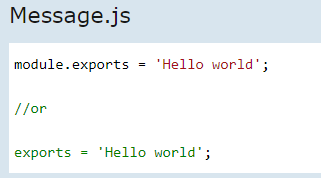 Message.js
module.exports = 'Hello world';
//or
exports = 'Hello world';